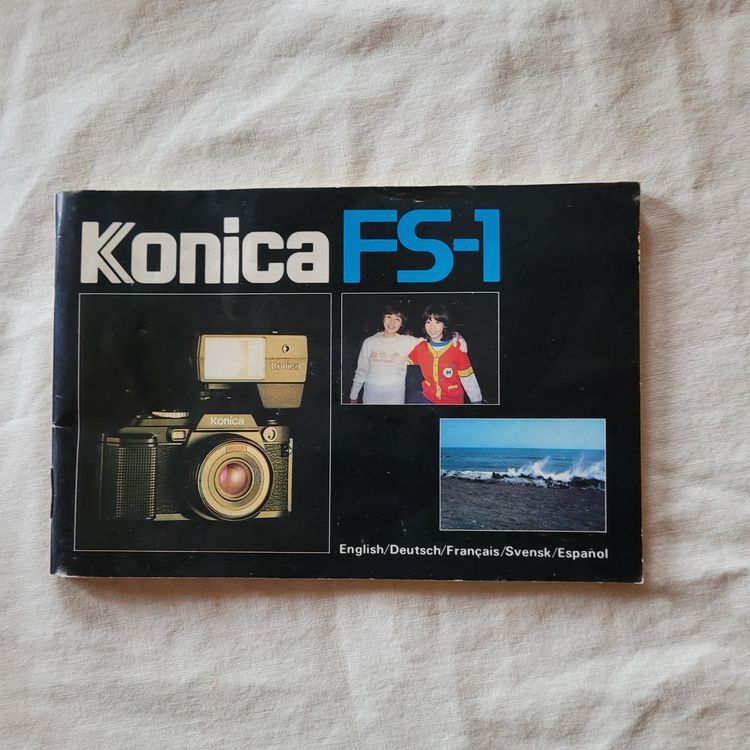 Konica FS-1
Konica
Konica
English/Deutsch/Français/Svensk/Español